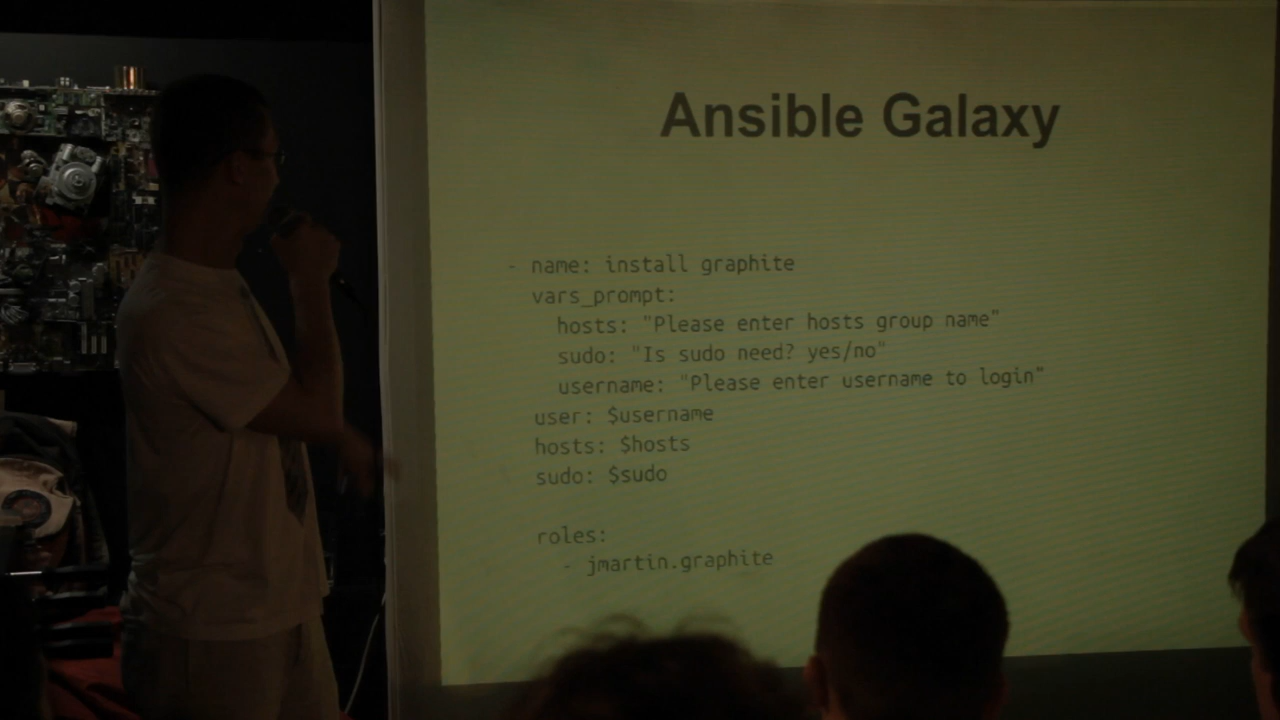 Ansible Galaxy
- name: install graphite
vars_prompt:
hosts: "Please enter hosts group name"
sudo: "Is sudo need? yes/no"
username: "Please enter username to login"
user: $username
hosts: $hosts
sudo: $sudo
roles:
- jmartin.graphite